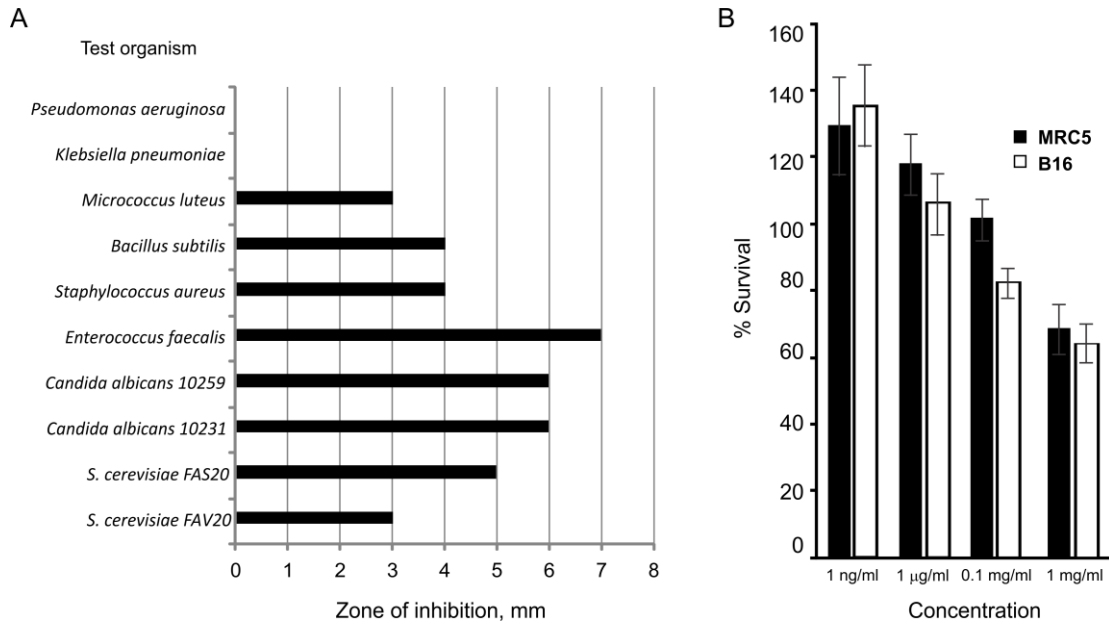 A
Test organism
Pseudomonas aeruginosa
Klebsiella pneumoniae
Micrococcus luteus
Bacillus subtilis
Staphylococcus aureus
Enterococcus faecalis
Candida albicans 10259
Candida albicans 10231
S. cerevisiae FAS20
S. cerevisiae FAV20
0 1 2 3 4 5 6 7 8
Zone of inhibition, mm
B
160
140
120
100
80
60
40
20
0
% Survival
MRC5
B16
1 ng/ml 1 μg/ml 0.1 mg/ml 1 mg/ml
Concentration